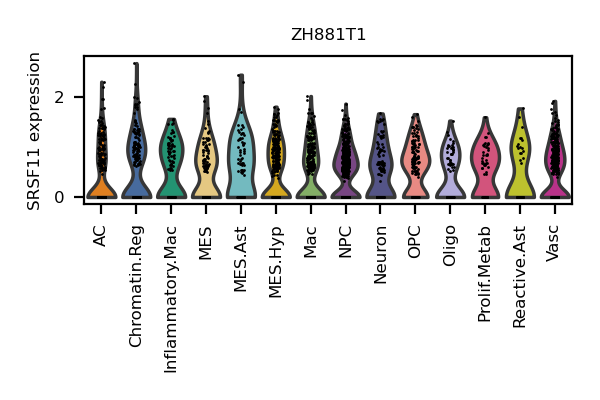 ZH881T1
SRSF11 expression
2
0
AC
Chromatin.Reg
Inflammatory.Mac
MES
MES.Ast
MES.Hyp
Mac
NPC
Neuron
OPC
Oligo
Prolif.Metab
Reactive.Ast
Vasc